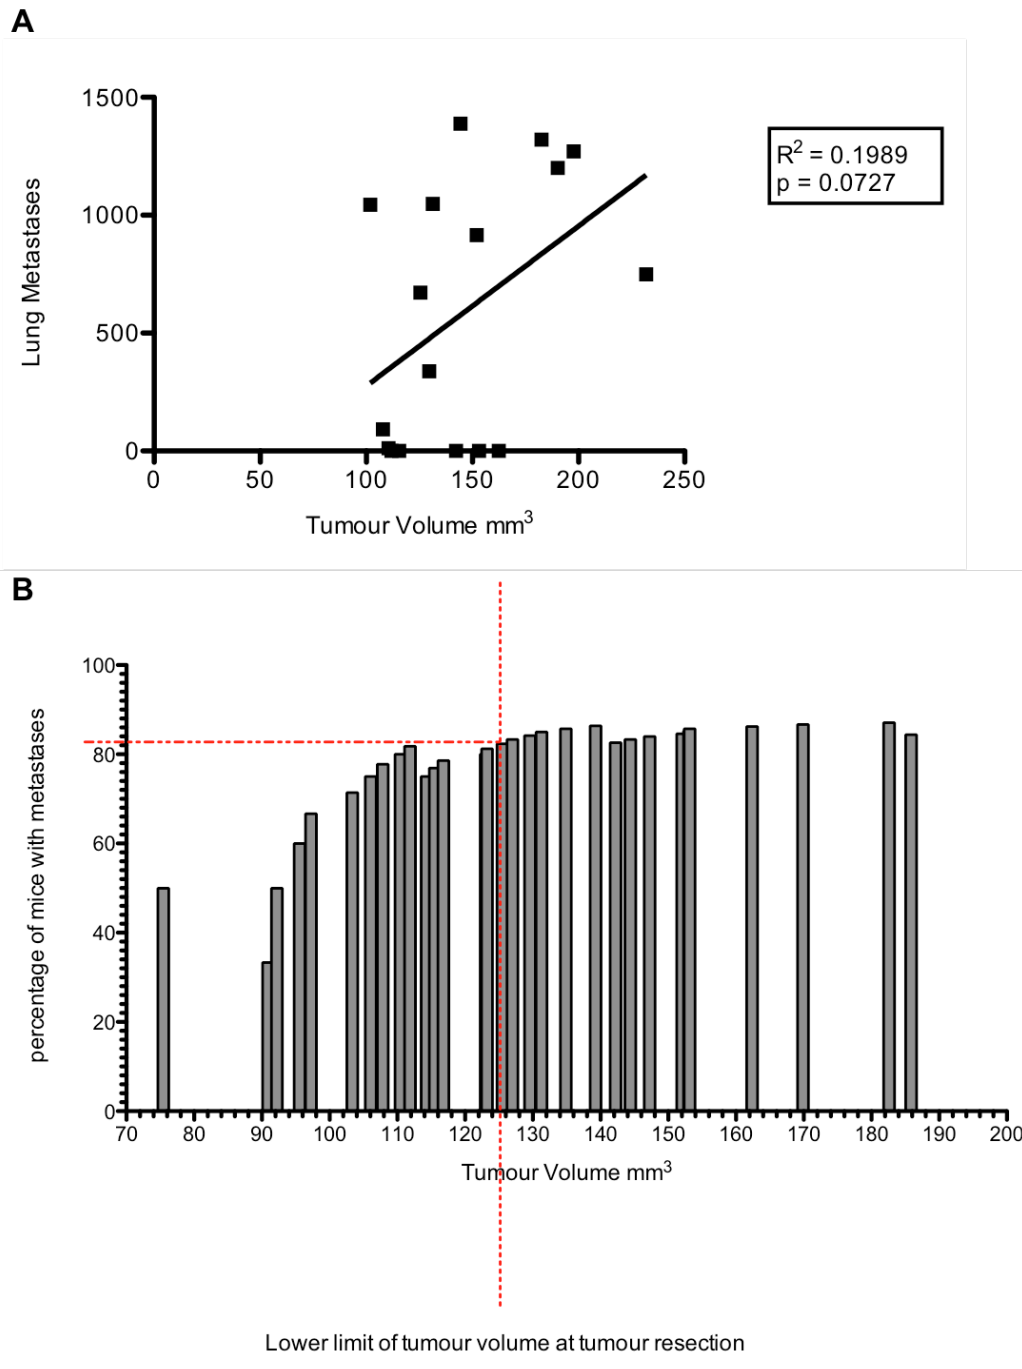 A
1500
1000
500
0
Lung Metastases
R² = 0.1989
p = 0.0727
0 50 100 150 200 250
Tumour Volume mm³
B
100
80
60
40
20
0
percentage of mice with metastases
70 80 90 100 110 120 130 140 150 160 170 180 190 200
Tumour Volume mm³
Lower limit of tumour volume at tumour resection